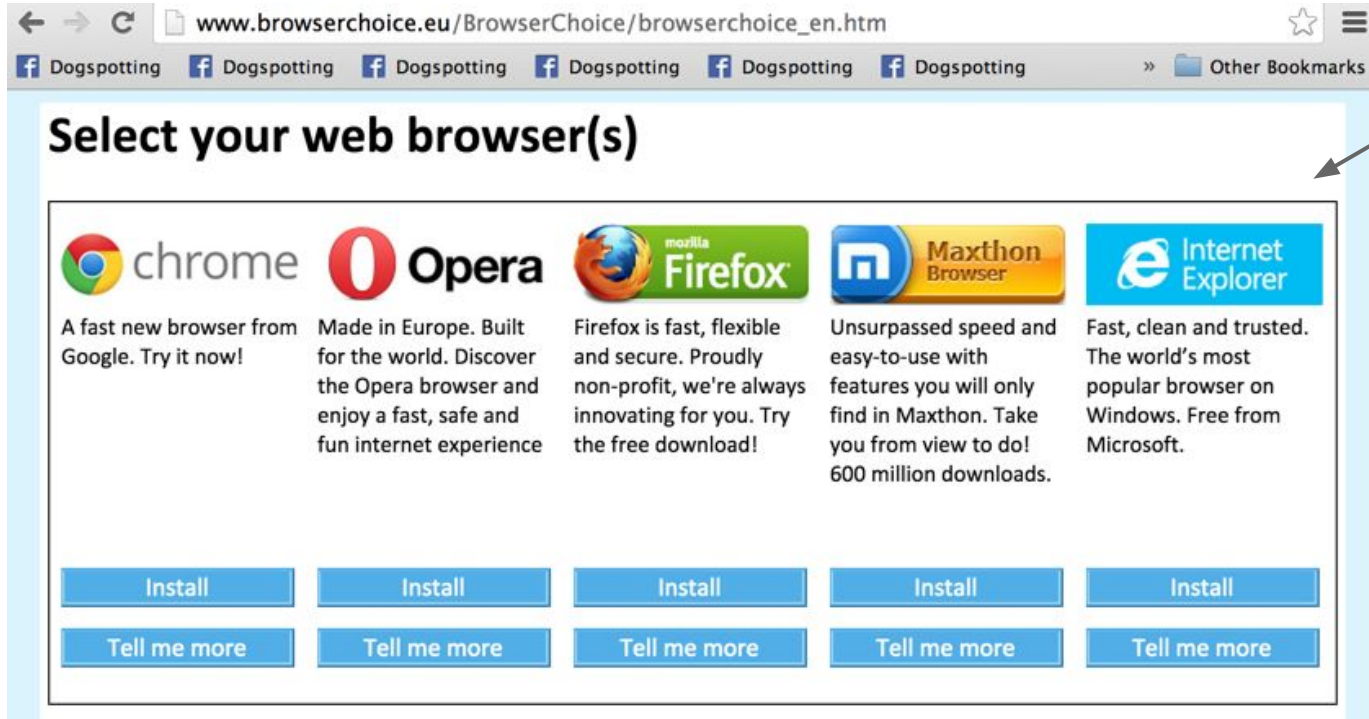 www.browserchoice.eu/BrowserChoice/browserchoice_en.htm
Dogspotting Dogspotting Dogspotting Dogspotting Dogspotting Dogspotting » Other Bookmarks
Select your web browser(s)
chrome
A fast new browser from
Google. Try it now!
Install
Tell me more
Opera
Made in Europe. Built
for the world. Discover
the Opera browser and
enjoy a fast, safe and
fun internet experience
Install
Tell me more
mozilla
Firefox
Firefox is fast, flexible
and secure. Proudly
non-profit, we're always
innovating for you. Try
the free download!
Install
Tell me more
Maxthon
Browser
Unsurpassed speed and
easy-to-use with
features you will only
find in Maxthon. Take
you from view to do!
600 million downloads.
Install
Tell me more
Internet
Explorer
Fast, clean and trusted.
The world’s most
popular browser on
Windows. Free from
Microsoft.
Install
Tell me more